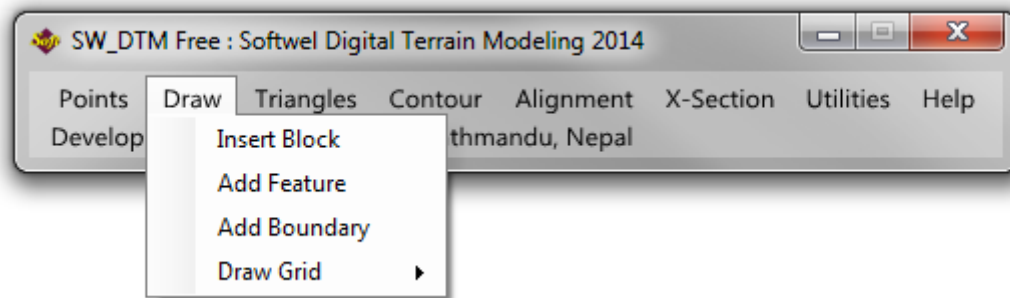 SW_DTM Free : Softwel Digital Terrain Modeling 2014
Points Draw Triangles Contour Alignment X-Section Utilities Help
Develop thmandu, Nepal
Insert Block
Add Feature
Add Boundary
Draw Grid